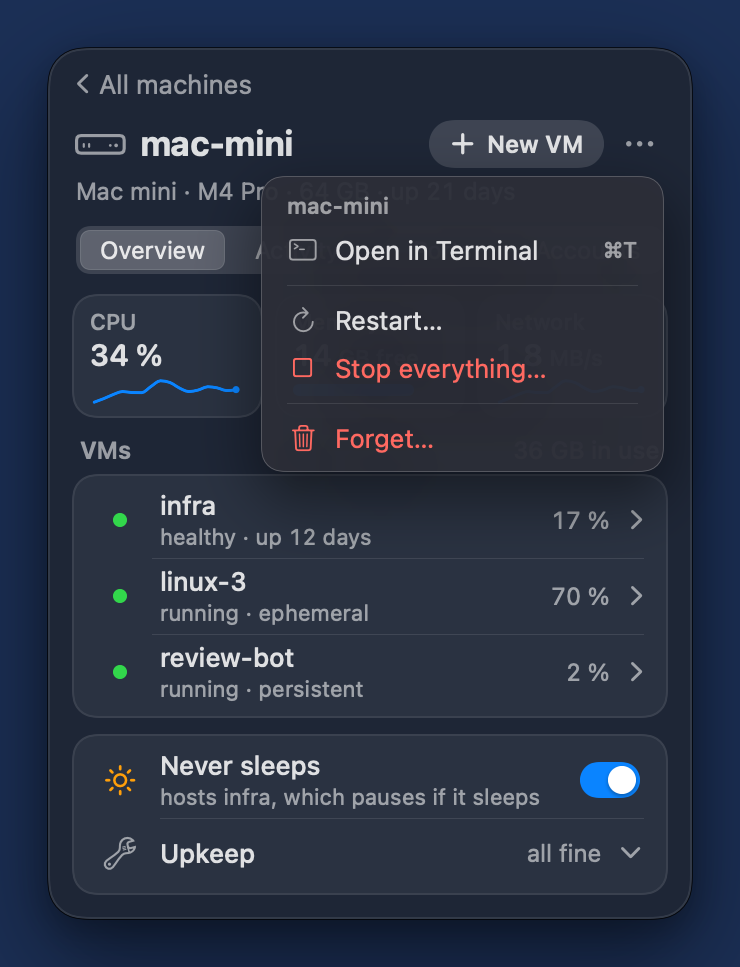 All machines
mac-mini
New VM
Mac mini · M4 Pro · 64 GB · up 21 days
mac-mini
Overview
Open in Terminal ⌘T
CPU
Network
34 %
Restart...
Stop everything...
Forget...
VMs
36 GB in use
infra
healthy · up 12 days
17 %
linux-3
running · ephemeral
70 %
review-bot
running · persistent
2 %
Never sleeps
hosts infra, which pauses if it sleeps
Upkeep
all fine